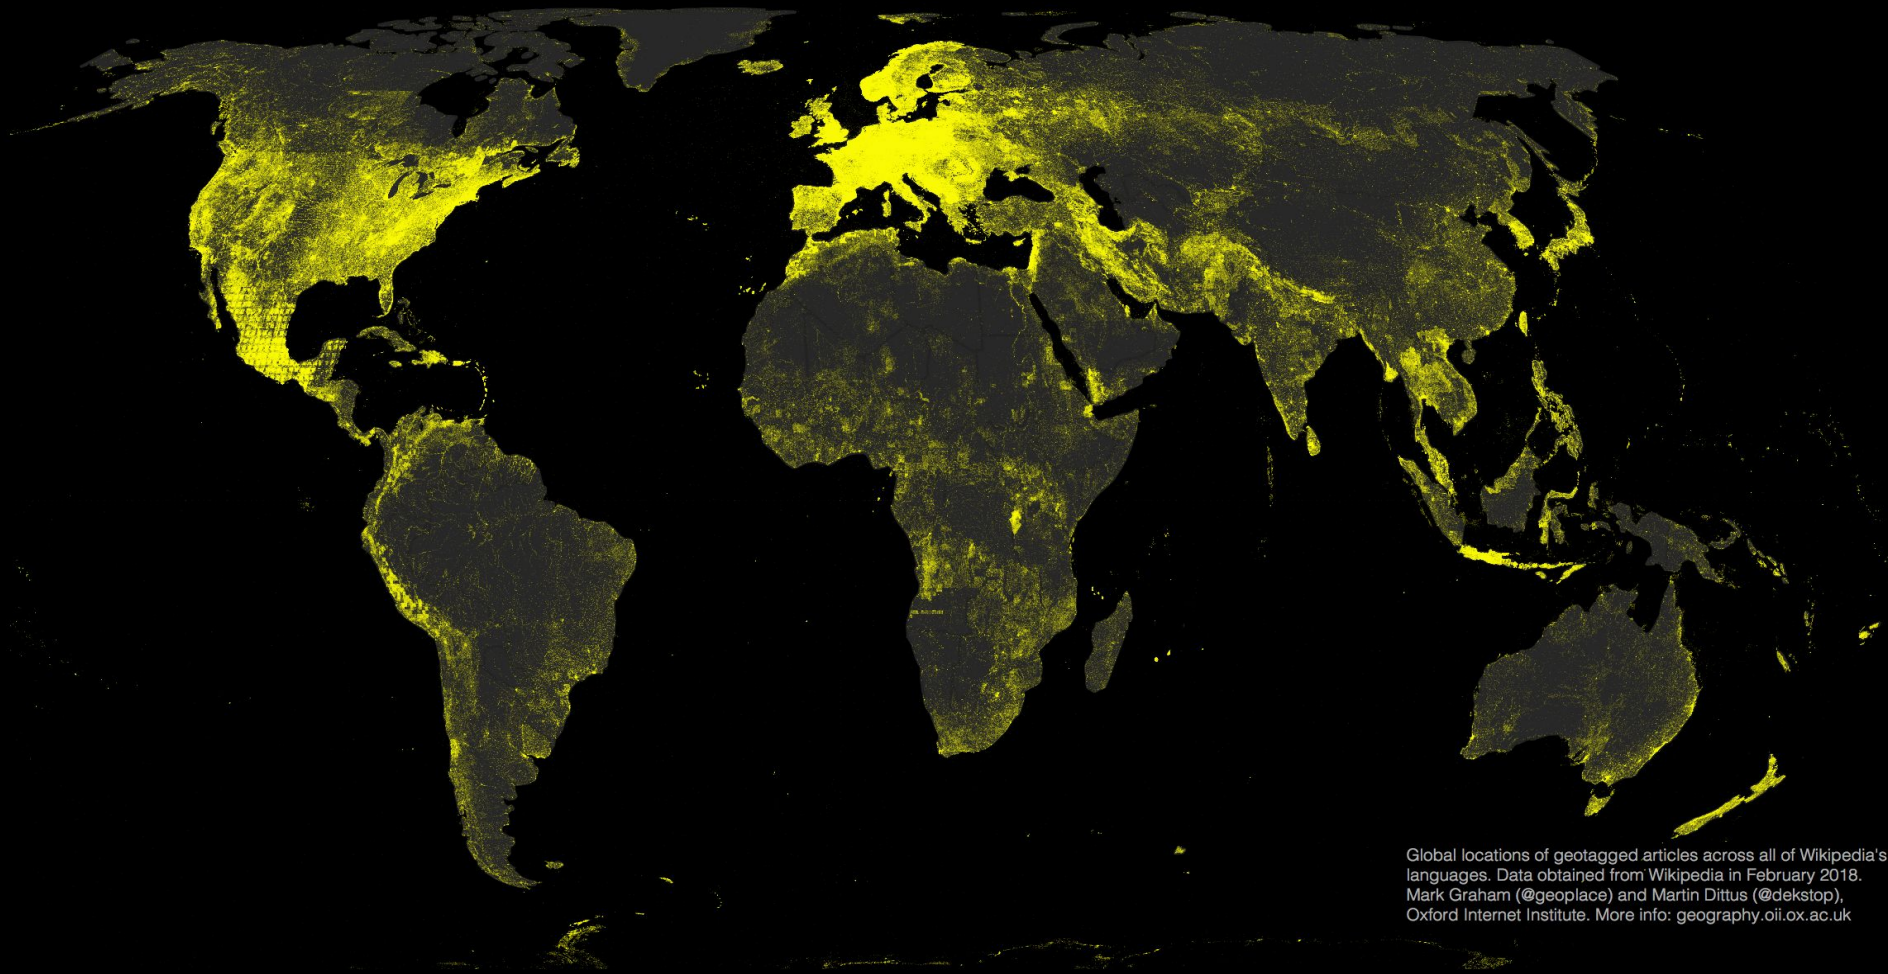 Global locations of geotagged articles across all of Wikipedia's
languages. Data obtained from Wikipedia in February 2018.
Mark Graham (@geoplace) and Martin Dittus (@dekstop),
Oxford Internet Institute. More info: geography.oii.ox.ac.uk